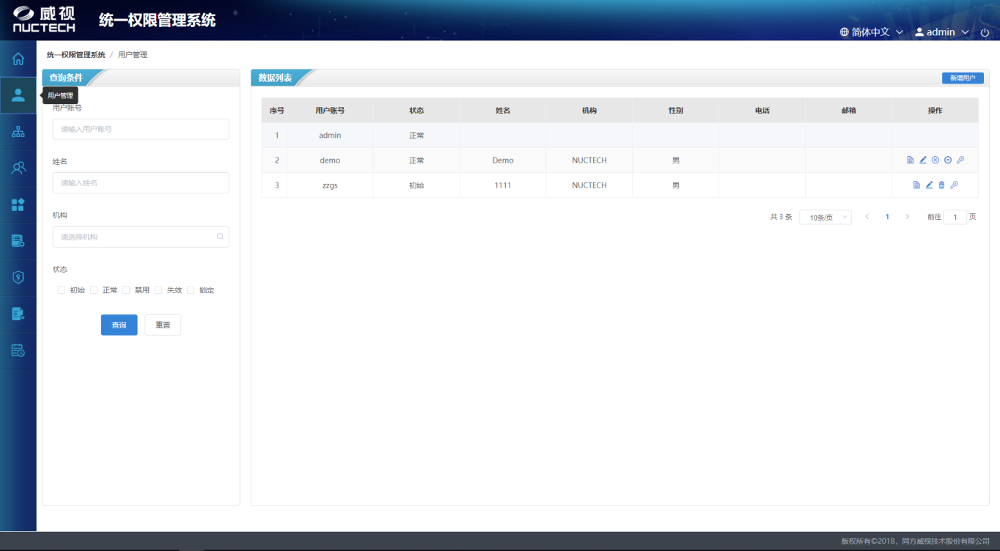 威视
NUCTECH
统一权限管理系统
简体中文 admin
统一权限管理系统 / 用户管理
查询条件
用户管理
用户账号
请输入用户账号
姓名
请输入姓名
机构
请选择机构
状态
初始 正常 禁用 失效 锁定
查询 重置
数据列表 新增用户
序号 用户账号 状态 姓名 机构 性别 电话 邮箱 操作
1 admin 正常
2 demo 正常 Demo NUCTECH 男
3 zzgs 初始 1111 NUCTECH 男
共 3 条 10条/页 1 前往 1 页
版权所有©2018，同方威视技术股份有限公司